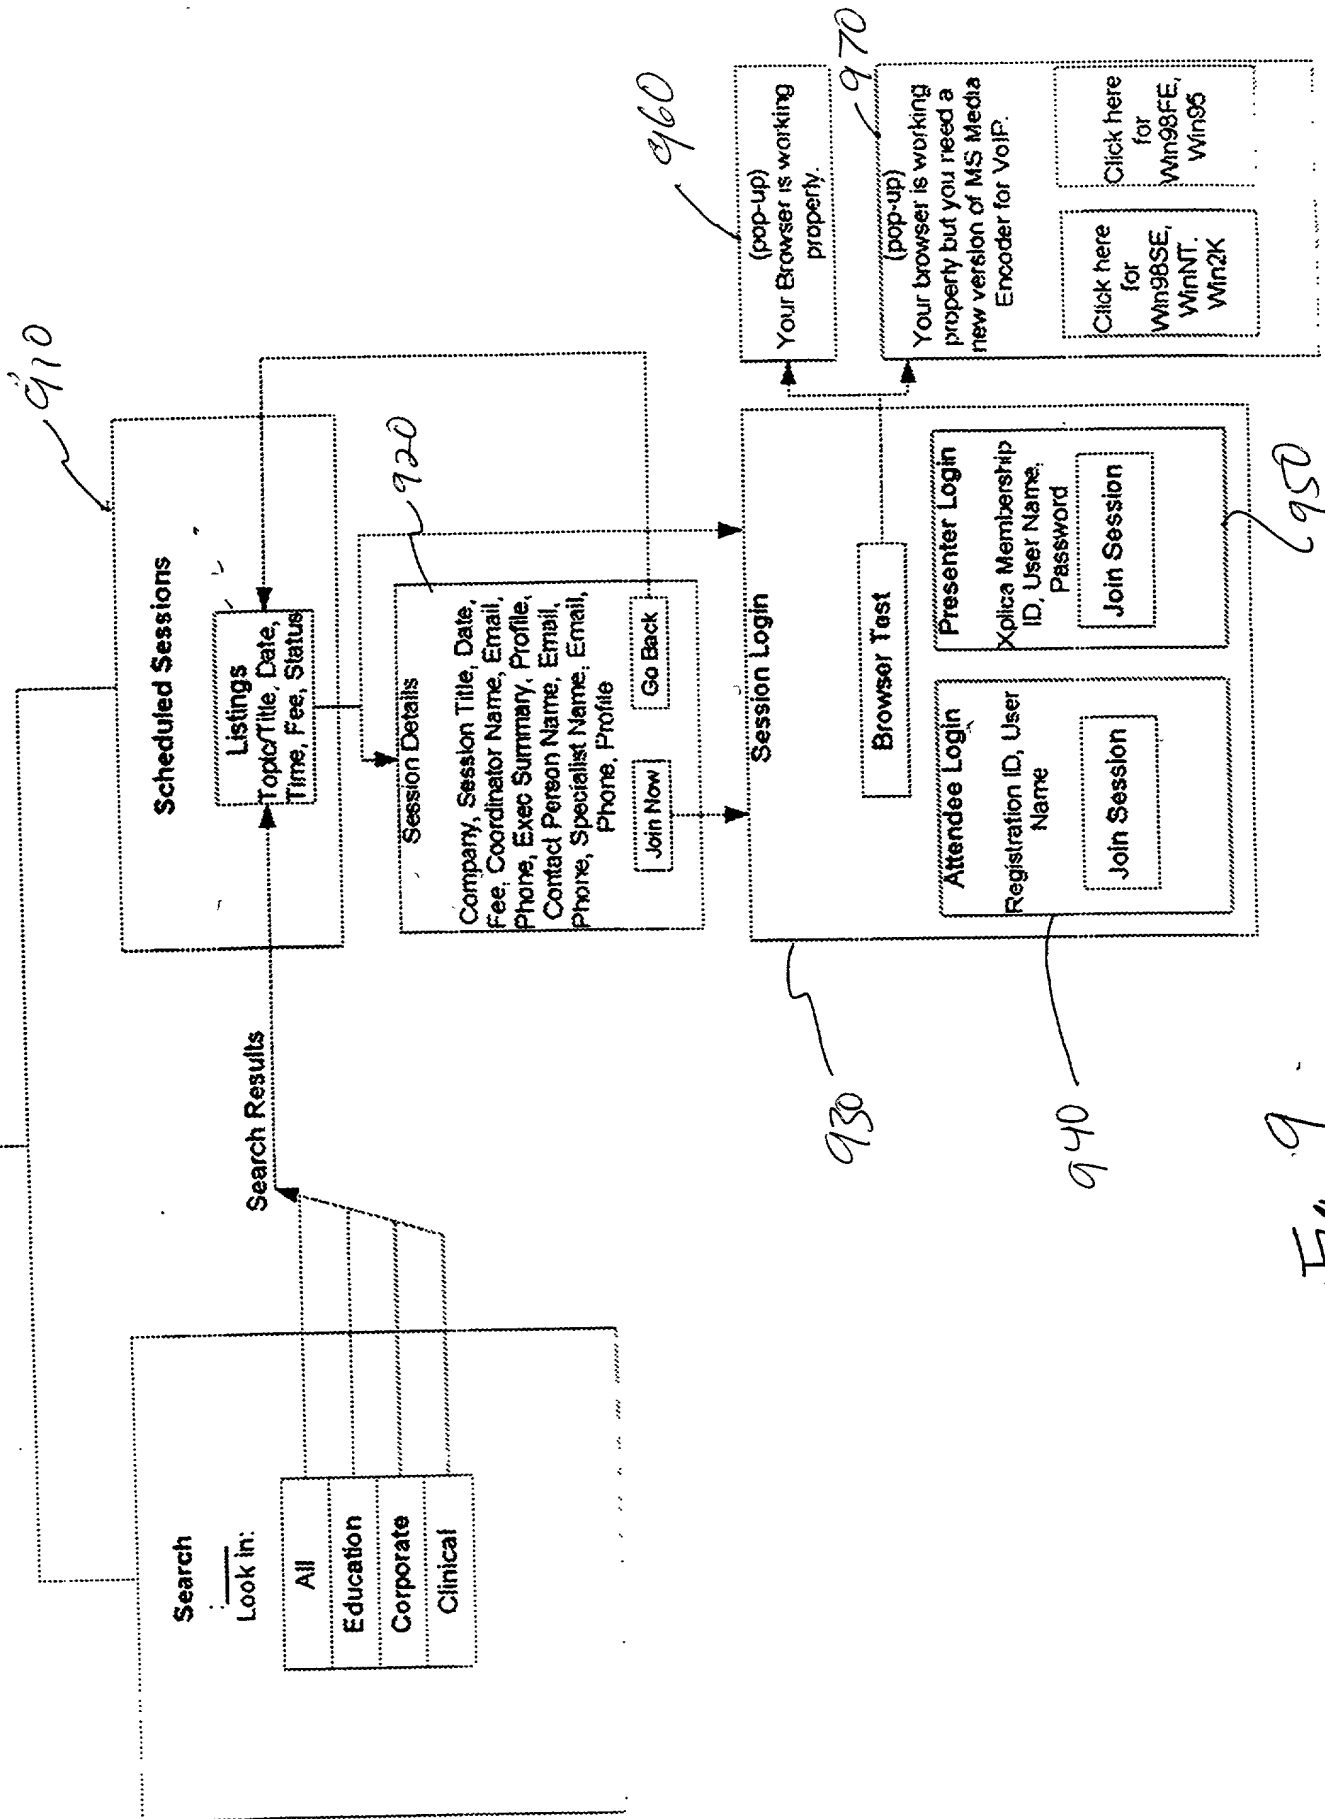 Search
Look in:
All
Education
Corporate
Clinical
Search Results
910
Scheduled Sessions
Listings
Topic/Title, Date,
Time, Fee, Status
920
Session Details
Company, Session Title, Date,
Fee, Coordinator Name, Email,
Phone, Exec Summary, Profile,
Contact Person Name, Email,
Phone, Specialist Name, Email,
Phone, Profile
Join Now
Go Back
930
Session Login
Browser Test
940
Attendee Login
Registration ID, User
Name
Join Session
950
Presenter Login
Xplica Membership
ID, User Name,
Password
Join Session
960
(pop-up)
Your Browser is working
properly.
970
(pop-up)
Your browser is working
properly but you need a
new version of MS Media
Encoder for VoIP.
Click here
for
Win98SE,
WinNT.
Win2K
Click here
for
Win98FE,
Win95
9